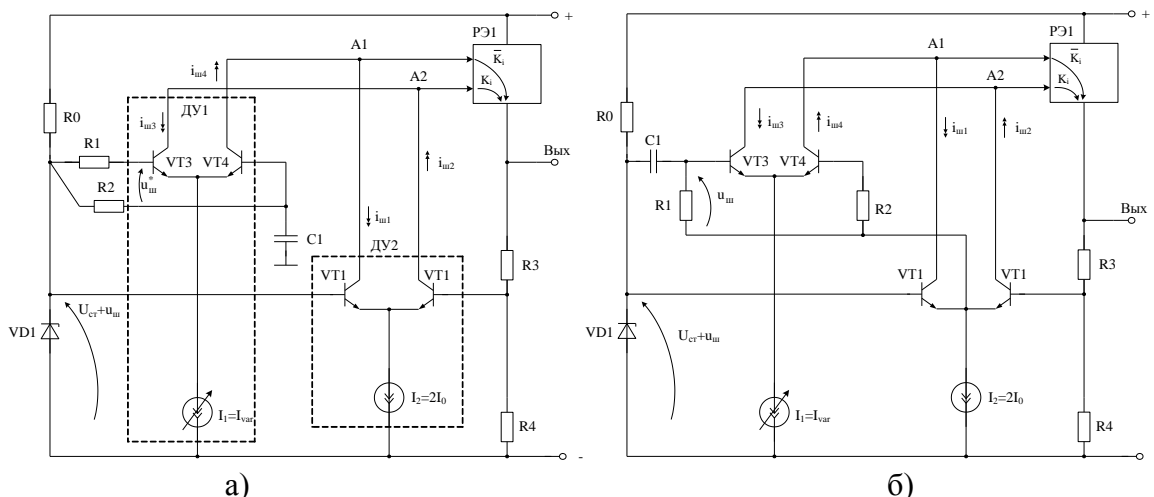 +
РЭ1
A1
K̅i
Ki
iш4
A2
ДУ1
R0
iш3
R1
VT3
VT4
Вых
iш2
u*ш
R2
iш1
C1
ДУ2
R3
VT1
VT1
Uст+uш
VD1
I1=Ivar
I2=2I0
R4
-
а)
+
РЭ1
A1
K̅i
Ki
A2
R0
iш3
iш4
iш1
iш2
C1
VT3
VT4
R1
uш
R2
Вых
R3
VT1
VT1
VD1
Uст+uш
I1=Ivar
I2=2I0
R4
-
б)